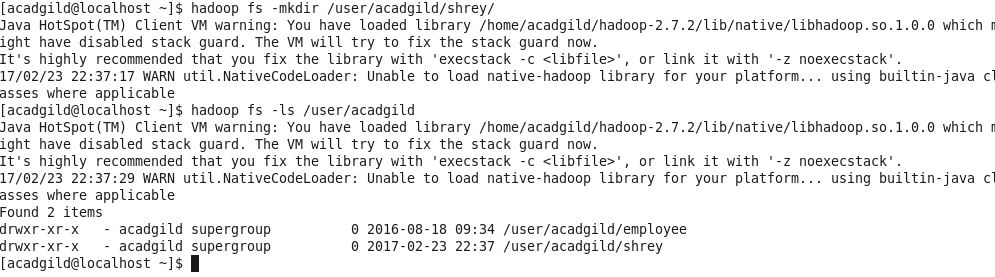 [acadgild@localhost ~]$ hadoop fs -mkdir /user/acadgild/shrey/
Java HotSpot(TM) Client VM warning: You have loaded library /home/acadgild/hadoop-2.7.2/lib/native/libhadoop.so.1.0.0 which m
ight have disabled stack guard. The VM will try to fix the stack guard now.
It's highly recommended that you fix the library with 'execstack -c <libfile>', or link it with '-z noexecstack'.
17/02/23 22:37:17 WARN util.NativeCodeLoader: Unable to load native-hadoop library for your platform... using builtin-java cl
asses where applicable
[acadgild@localhost ~]$ hadoop fs -ls /user/acadgild
Java HotSpot(TM) Client VM warning: You have loaded library /home/acadgild/hadoop-2.7.2/lib/native/libhadoop.so.1.0.0 which m
ight have disabled stack guard. The VM will try to fix the stack guard now.
It's highly recommended that you fix the library with 'execstack -c <libfile>', or link it with '-z noexecstack'.
17/02/23 22:37:29 WARN util.NativeCodeLoader: Unable to load native-hadoop library for your platform... using builtin-java cl
asses where applicable
Found 2 items
drwxr-xr-x   - acadgild supergroup          0 2016-08-18 09:34 /user/acadgild/employee
drwxr-xr-x   - acadgild supergroup          0 2017-02-23 22:37 /user/acadgild/shrey
[acadgild@localhost ~]$